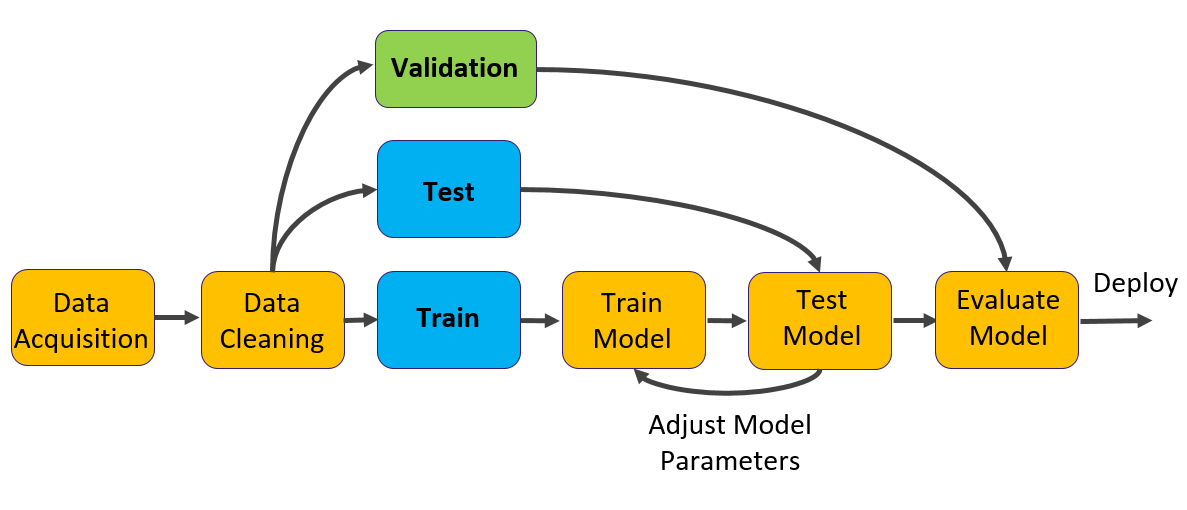 Validation
Test
Data
Acquisition
Data
Cleaning
Train
Train
Model
Test
Model
Evaluate
Model
Deploy
Adjust Model
Parameters